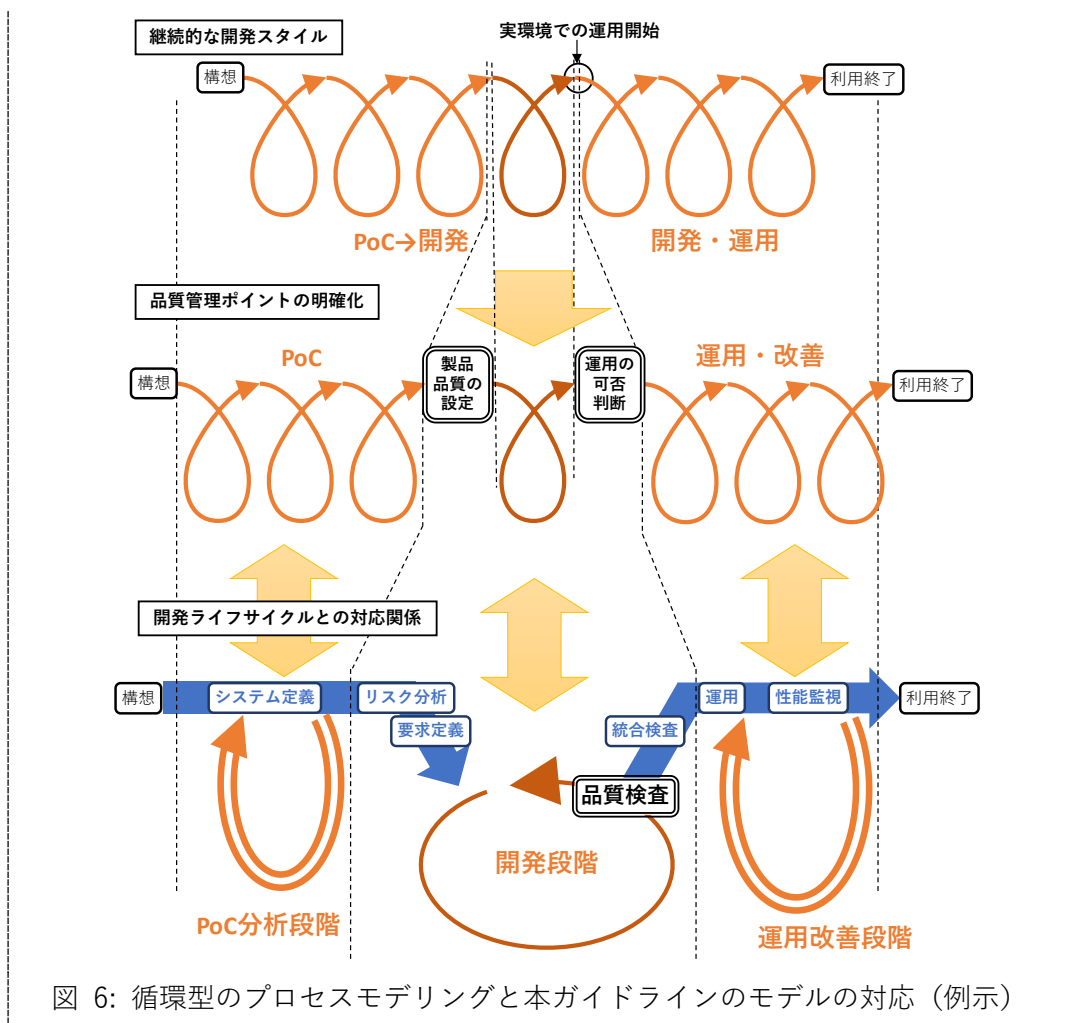 継続的な開発スタイル
実環境での運用開始
構想
利用終了
PoC→開発
開発・運用
品質管理ポイントの明確化
PoC
製品
品質の
設定
運用の
可否
判断
運用・改善
構想
利用終了
開発ライフサイクルとの対応関係
構想
システム定義
リスク分析
要求定義
統合検査
運用
性能監視
利用終了
品質検査
開発段階
PoC分析段階
運用改善段階
図 6: 循環型のプロセスモデリングと本ガイドラインのモデルの対応（例示）